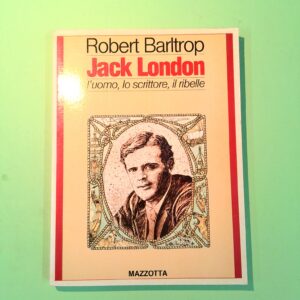 Robert Barltrop
Jack London
l'uomo, lo scrittore, il ribelle
MAZZOTTA